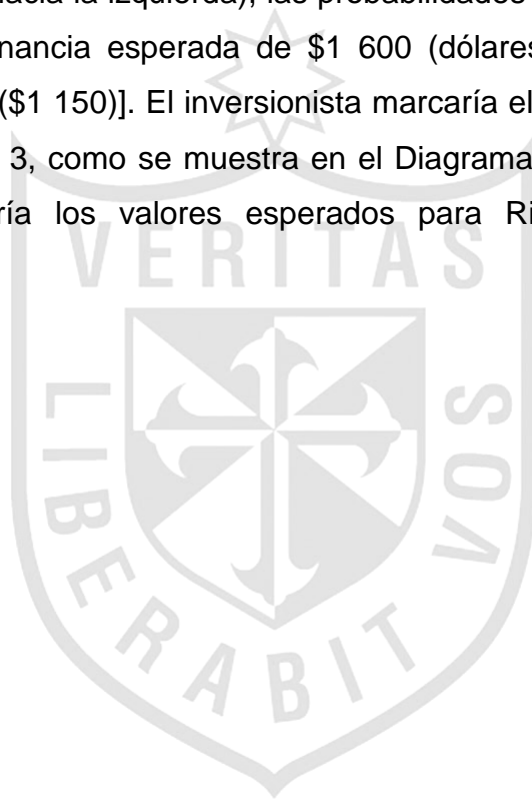 hacia la izquierda), las probabilidades
nancia esperada de $1 600 (dólares
($1 150)]. El inversionista marcaría el
3, como se muestra en el Diagrama
ría los valores esperados para Ri
VERITAS
LIBERABIT VOS